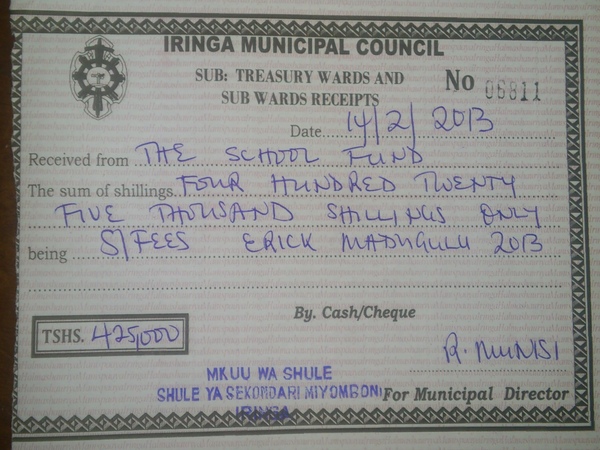 IRINGA MUNICIPAL COUNCIL
SUB: TREASURY WARDS AND
SUB WARDS RECEIPTS
No 06811
Date 14/2/2013
Received from THE SCHOOL FUND
The sum of shillings FOUR HUNDRED TWENTY
FIVE THOUSAND SHILLINGS ONLY
being S/FEES ERICK MADUGULU 2013
By. Cash/Cheque
TSHS. 425,000
R. MUNISI
MKUU WA SHULE
SHULE YA SEKONDARI MIYOMBONI
IRINGA
For Municipal Director